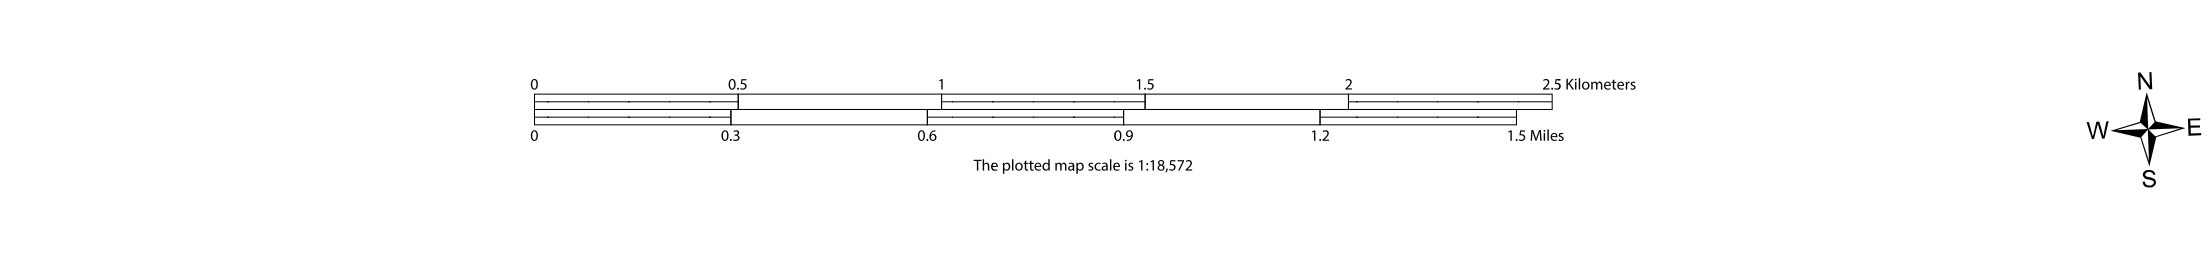 0 0.5 1 1.5 2 2.5 Kilometers
0 0.3 0.6 0.9 1.2 1.5 Miles
The plotted map scale is 1:18,572
N
W E
S